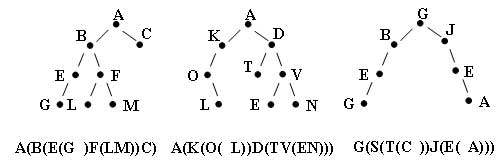 A
B C
E F
G L M
A
K D
O T V
L E N
G
B J
E E
G A
A(B(E(G )F(LM))C)
A(K(O( L))D(TV(EN)))
G(S(T(C ))J(E( A)))